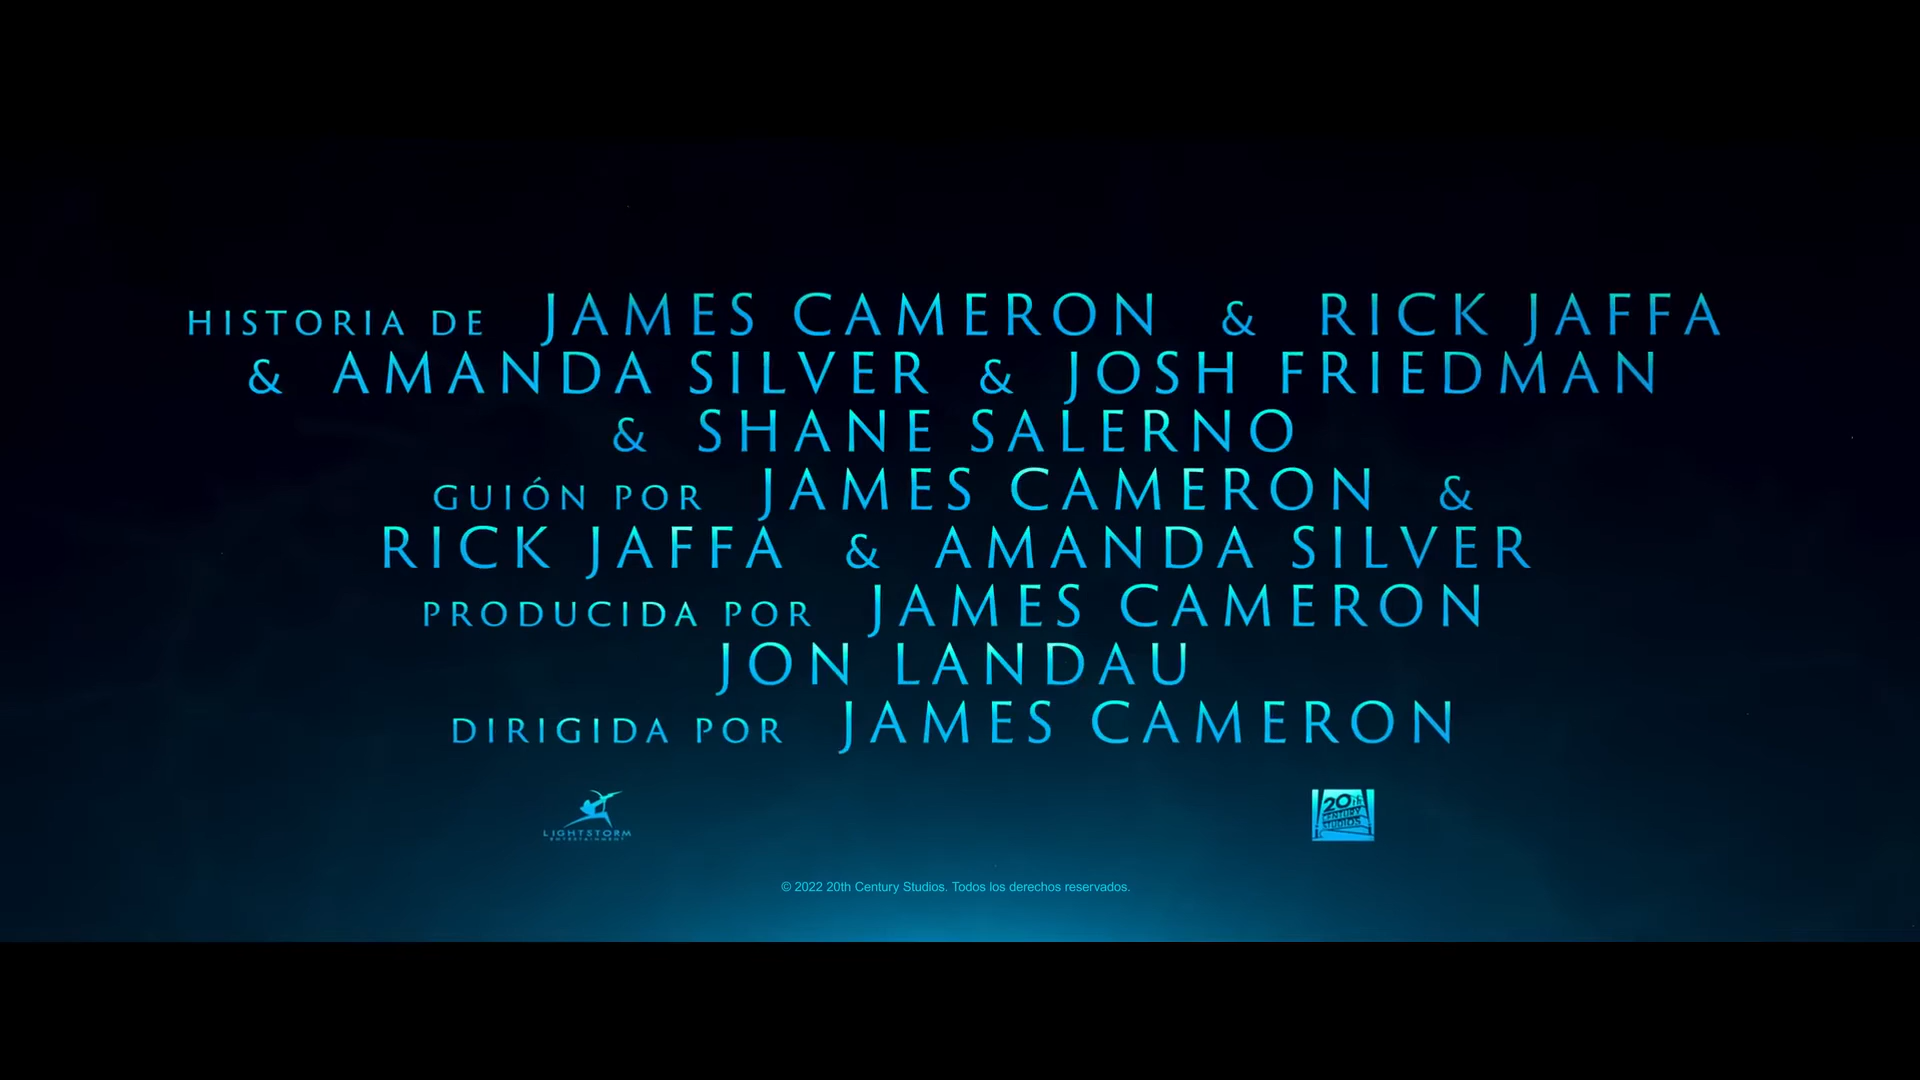 HISTORIA DE JAMES CAMERON & RICK JAFFA
& AMANDA SILVER & JOSH FRIEDMAN
& SHANE SALERNO
GUIÓN POR JAMES CAMERON &
RICK JAFFA & AMANDA SILVER
PRODUCIDA POR JAMES CAMERON
JON LANDAU
DIRIGIDA POR JAMES CAMERON
LIGHTSTORM
ENTERTAINMENT
20th
CENTURY
STUDIOS
© 2022 20th Century Studios. Todos los derechos reservados.